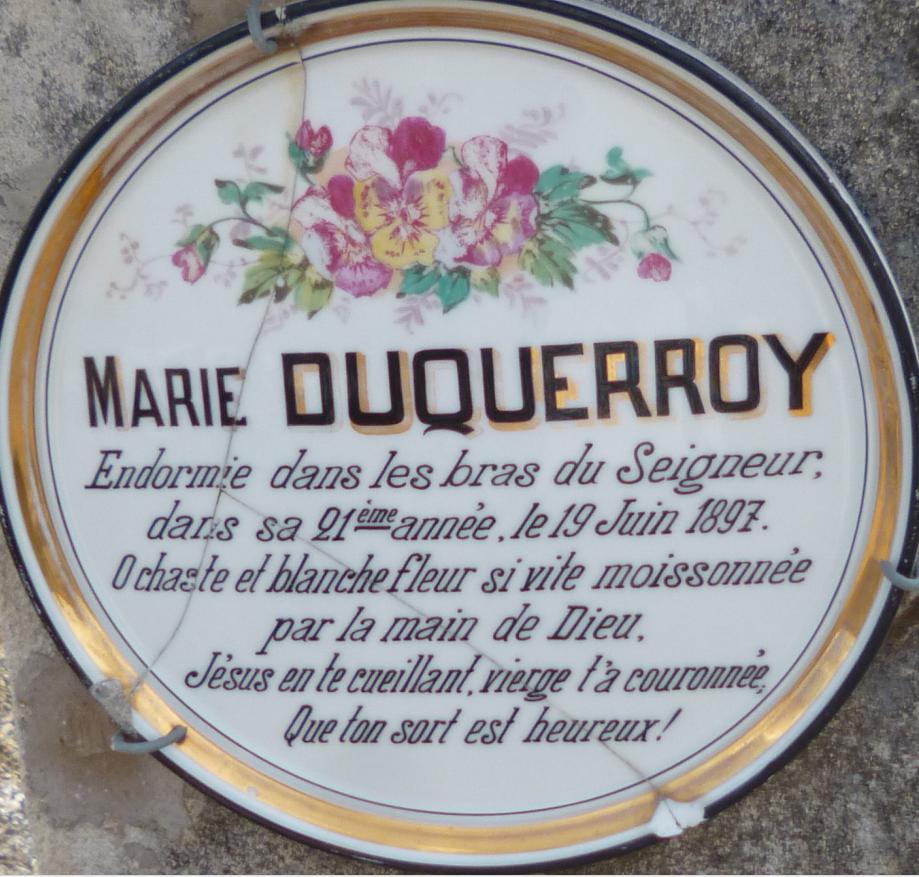 MARIE DUQUERROY
Endormie dans les bras du Seigneur,
dans sa 21ème année, le 19 Juin 1897.
O chaste et blanche fleur si vite moissonnée
par la main de Dieu,
Jésus en te cueillant, vierge t'a couronnée,
Que ton sort est heureux!